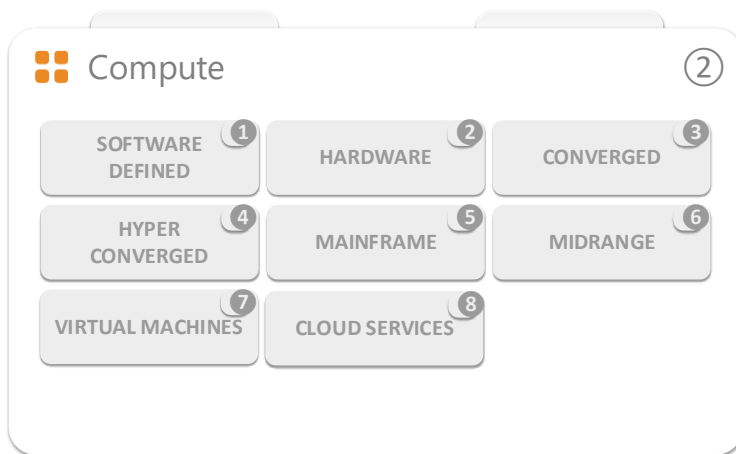 Compute
2
SOFTWARE
DEFINED
1
HARDWARE
2
CONVERGED
3
HYPER
CONVERGED
4
MAINFRAME
5
MIDRANGE
6
VIRTUAL MACHINES
7
CLOUD SERVICES
8